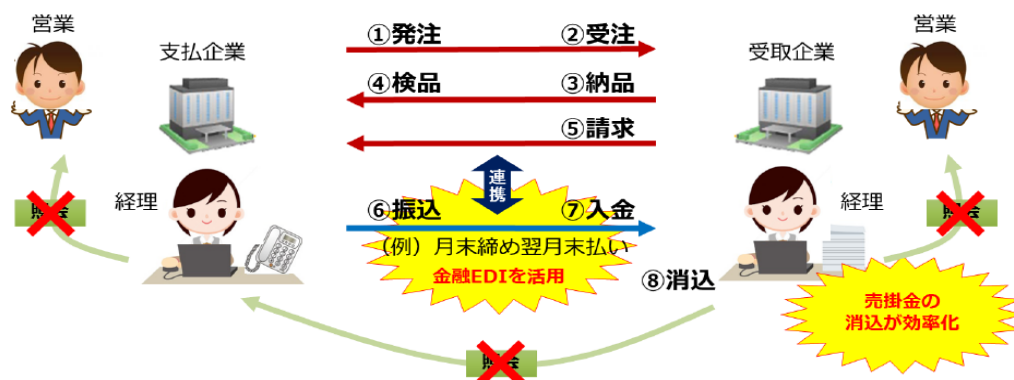 営業
支払企業
①発注
②受注
受取企業
営業
④検品
③納品
⑤請求
連携
経理
⑥振込
⑦入金
経理
（例）月末締め翌月末払い
金融EDIを活用
⑧消込
売掛金の
消込が効率化